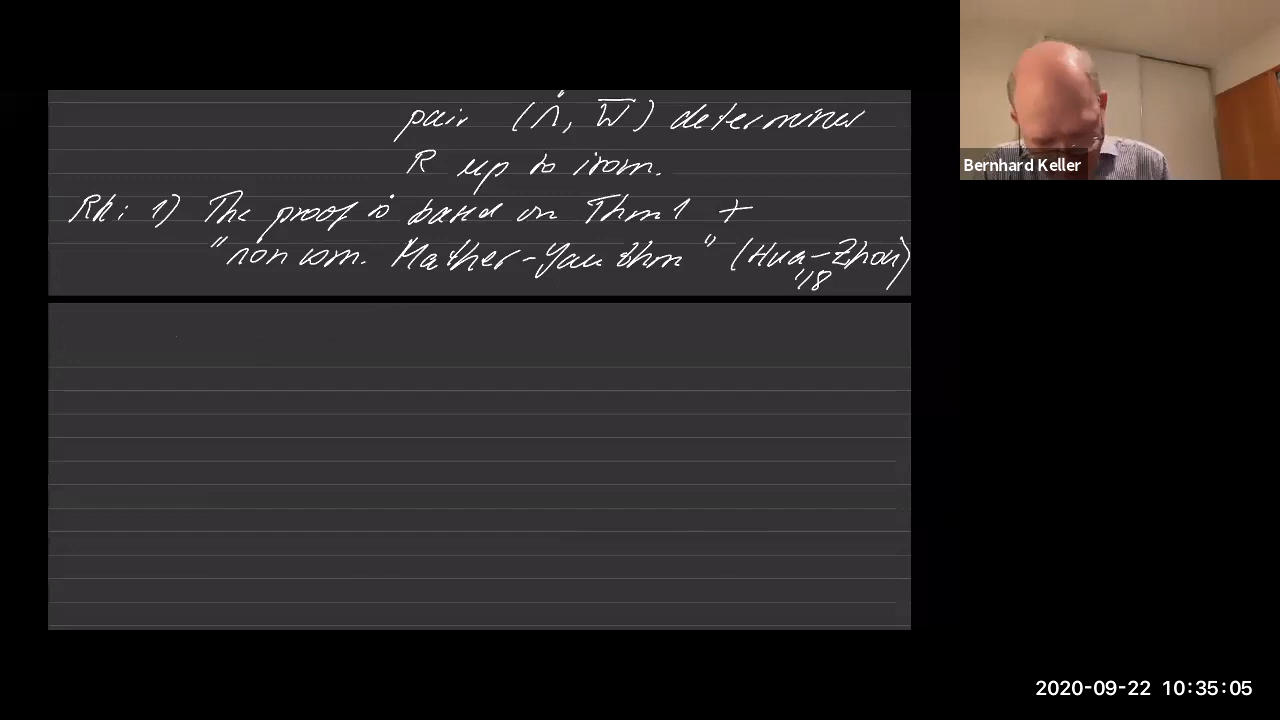 pair (Λ, W̅) determines
R up to isom.
Rk: 1) The proof is based on Thm 1 +
"non com. Mather-Yau thm" (Hua-Zhou)
'18
Bernhard Keller
2020-09-22 10:35:05